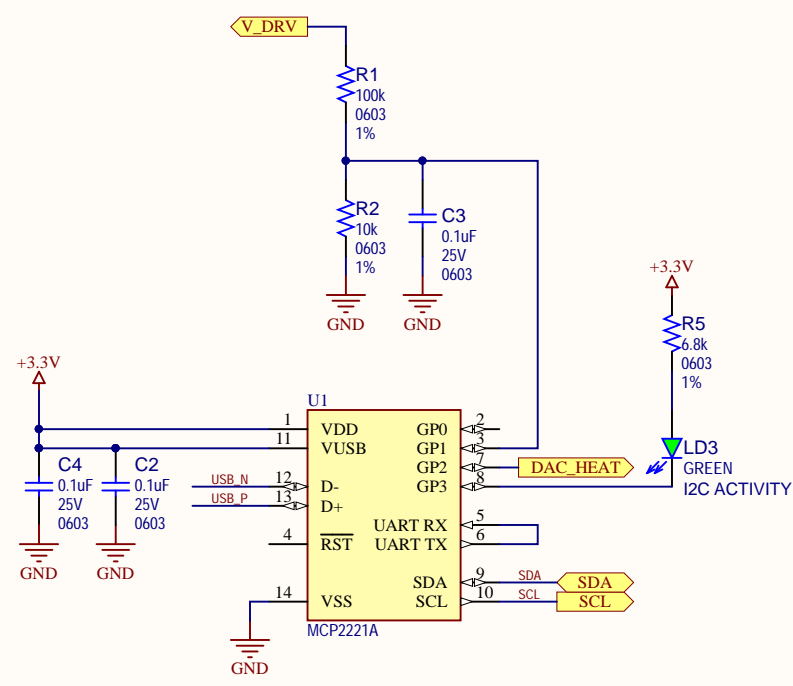 V_DRV
R1
100k
0603
1%
R2
10k
0603
1%
C3
0.1uF
25V
0603
GND
GND
+3.3V
R5
6.8k
0603
1%
LD3
GREEN
I2C ACTIVITY
+3.3V
C4
0.1uF
25V
0603
C2
0.1uF
25V
0603
GND
GND
U1
1 VDD
11 VUSB
USB_N 12 D-
USB_P 13 D+
4 RST
14 VSS
GND
GP0 2
GP1 3
GP2 7 DAC_HEAT
GP3 8
UART RX 5
UART TX 6
SDA 9 SDA SDA
SCL 10 SCL SCL
MCP2221A